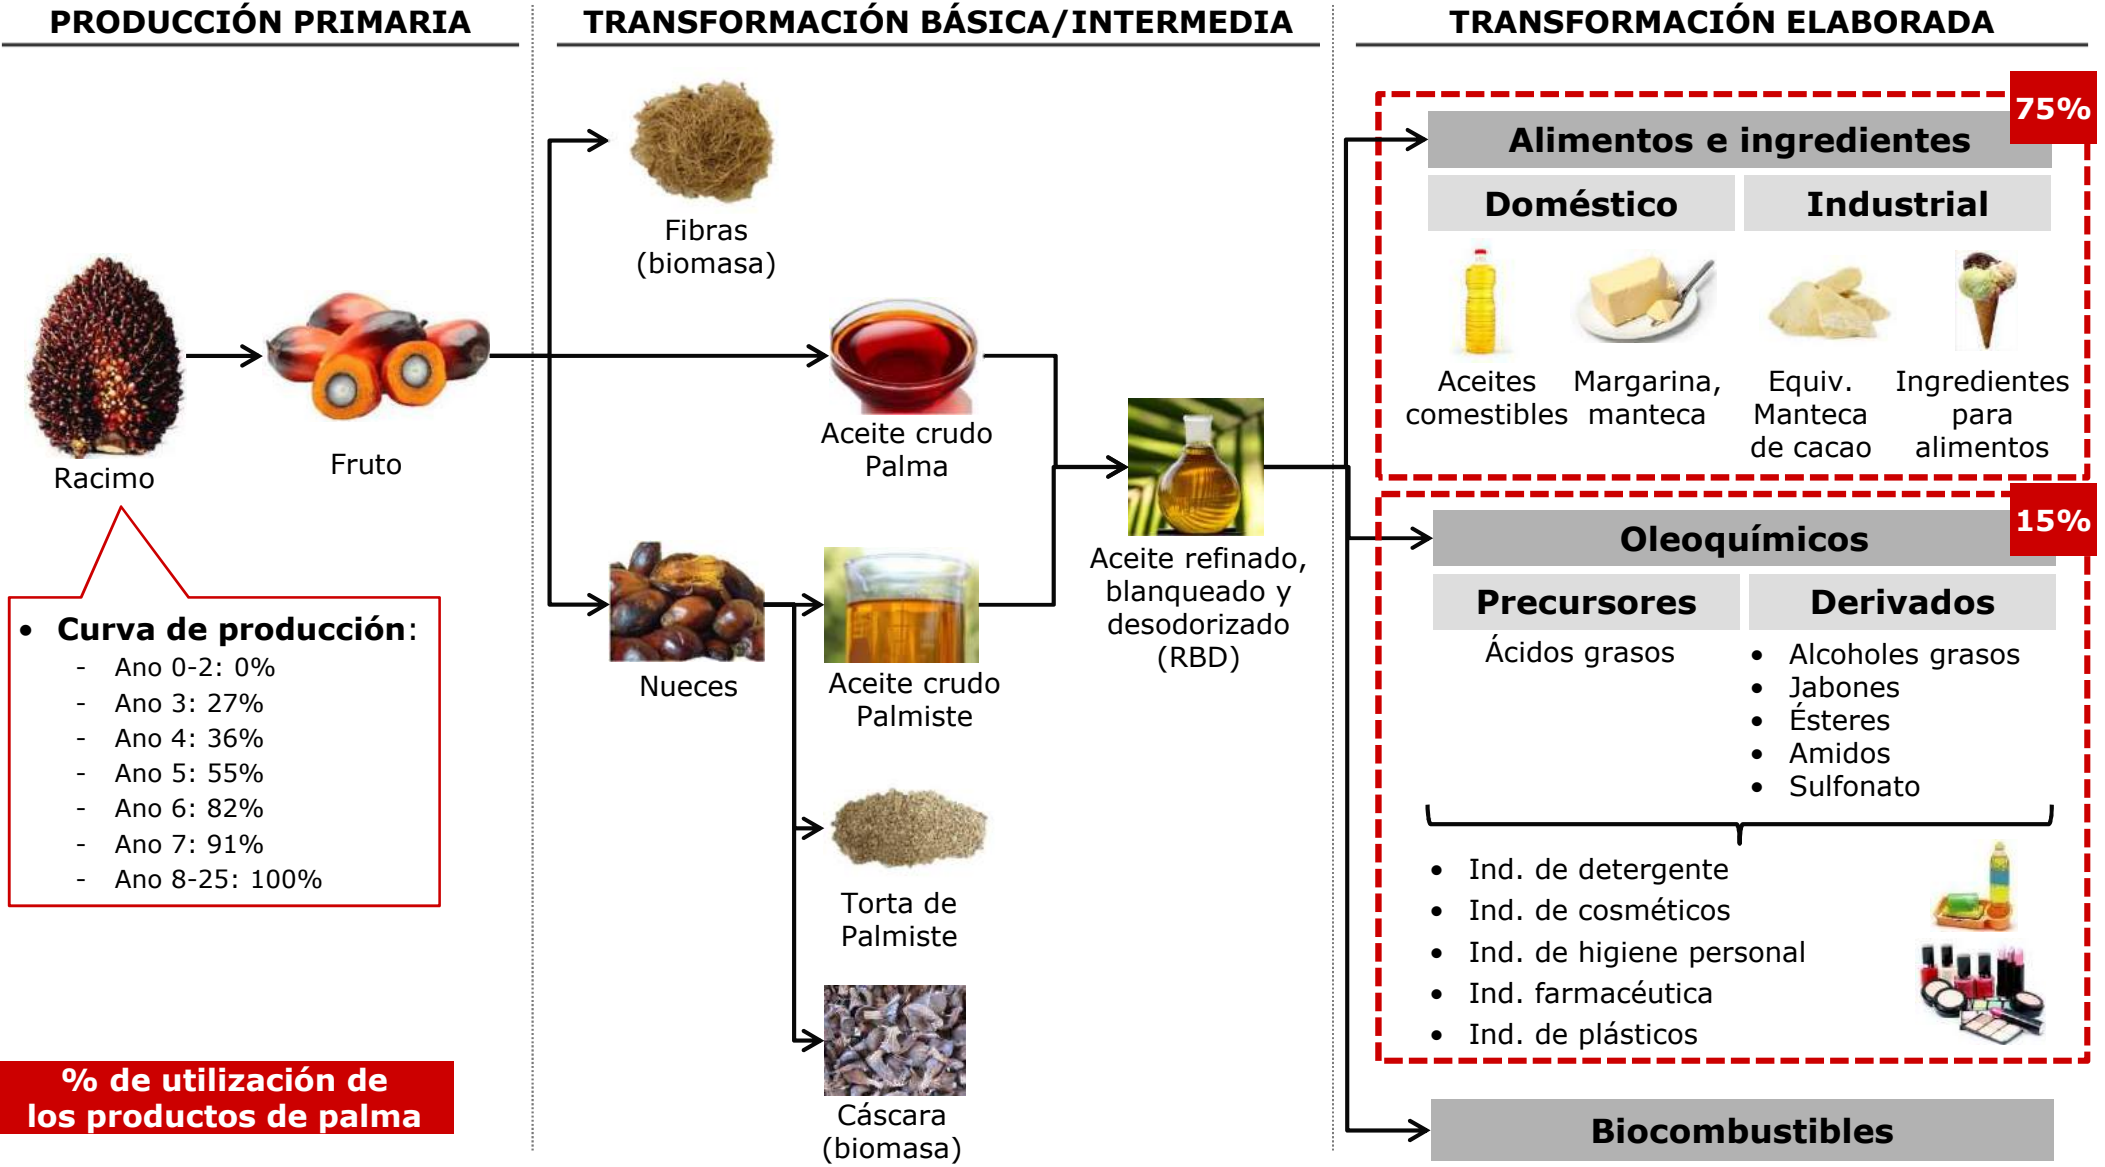 PRODUCCIÓN PRIMARIA
TRANSFORMACIÓN BÁSICA/INTERMEDIA
TRANSFORMACIÓN ELABORADA
Racimo
Fruto
• Curva de producción:
- Ano 0-2: 0%
- Ano 3: 27%
- Ano 4: 36%
- Ano 5: 55%
- Ano 6: 82%
- Ano 7: 91%
- Ano 8-25: 100%
% de utilización de
los productos de palma
Fibras
(biomasa)
Aceite crudo
Palma
Nueces
Aceite crudo
Palmiste
Torta de
Palmiste
Cáscara
(biomasa)
Aceite refinado,
blanqueado y
desodorizado
(RBD)
75%
Alimentos e ingredientes
Doméstico
Industrial
Aceites
comestibles
Margarina,
manteca
Equiv.
Manteca
de cacao
Ingredientes
para
alimentos
15%
Oleoquímicos
Precursores
Derivados
Ácidos grasos
• Alcoholes grasos
• Jabones
• Ésteres
• Amidos
• Sulfonato
• Ind. de detergente
• Ind. de cosméticos
• Ind. de higiene personal
• Ind. farmacéutica
• Ind. de plásticos
Biocombustibles